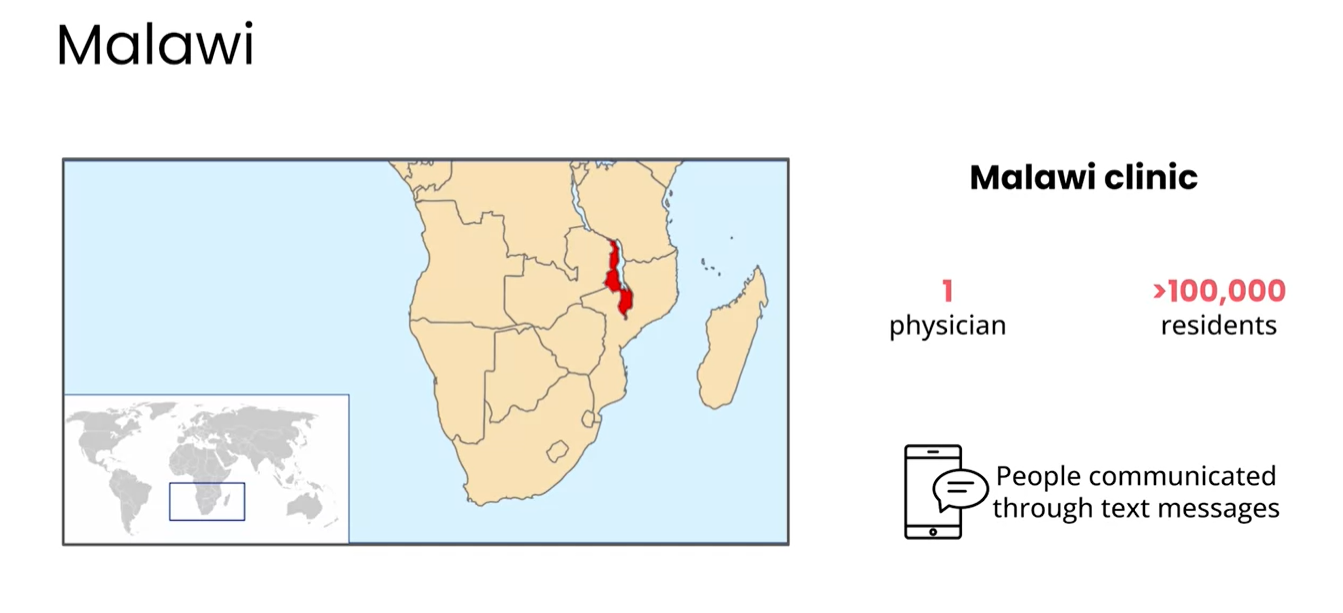 Malawi
Malawi clinic
1
physician
>100,000
residents
People communicated
through text messages